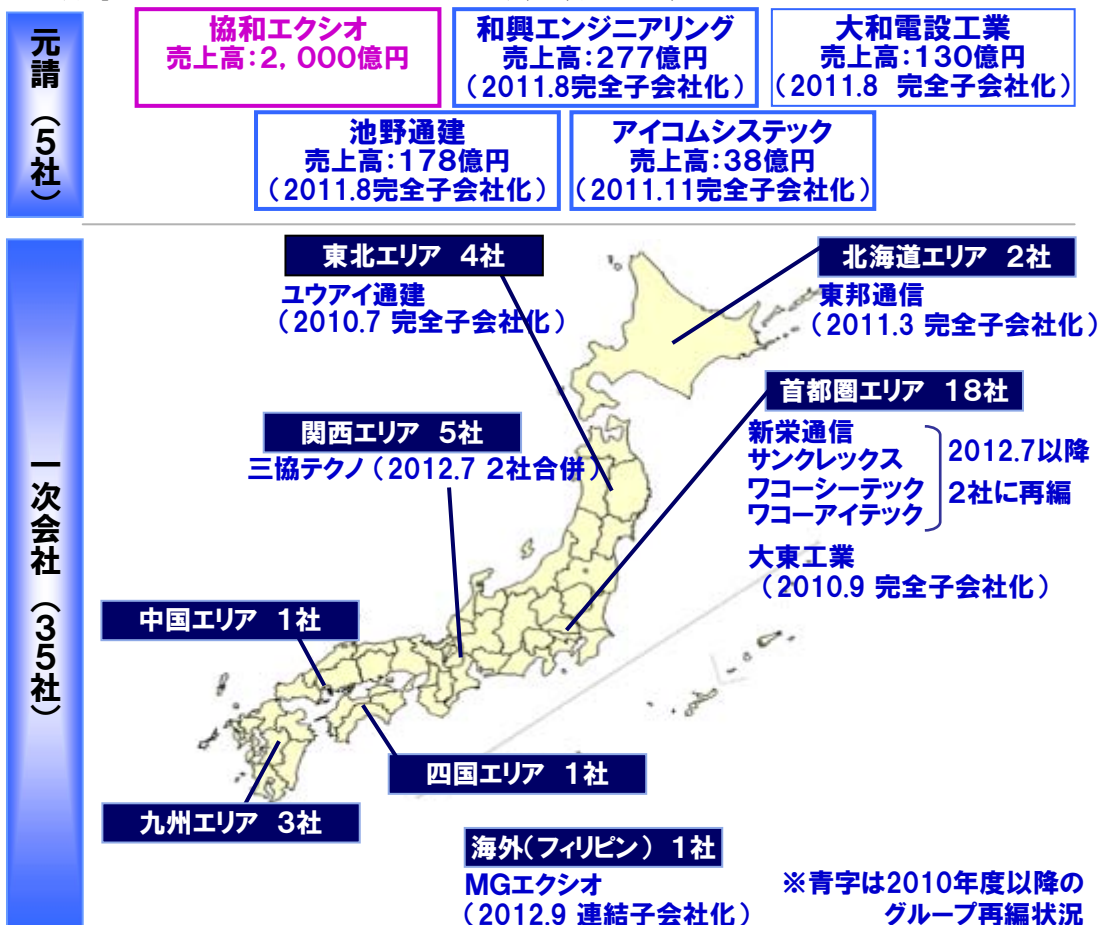 元請（5社）
協和エクシオ
売上高：2，000億円
和興エンジニアリング
売上高：277億円
（2011.8完全子会社化）
大和電設工業
売上高：130億円
（2011.8 完全子会社化）
池野通建
売上高：178億円
（2011.8完全子会社化）
アイコムシステック
売上高：38億円
（2011.11完全子会社化）
一次会社（35社）
東北エリア 4社
ユウアイ通建
（2010.7 完全子会社化）
北海道エリア 2社
東邦通信
（2011.3 完全子会社化）
首都圏エリア 18社
新栄通信
サンクレックス
ワコーシーテック
ワコーアイテック
2012.7以降
2社に再編
大東工業
（2010.9 完全子会社化）
関西エリア 5社
三協テクノ（2012.7 2社合併）
中国エリア 1社
四国エリア 1社
九州エリア 3社
海外（フィリピン） 1社
MGエクシオ
（2012.9 連結子会社化）
※青字は2010年度以降の
グループ再編状況